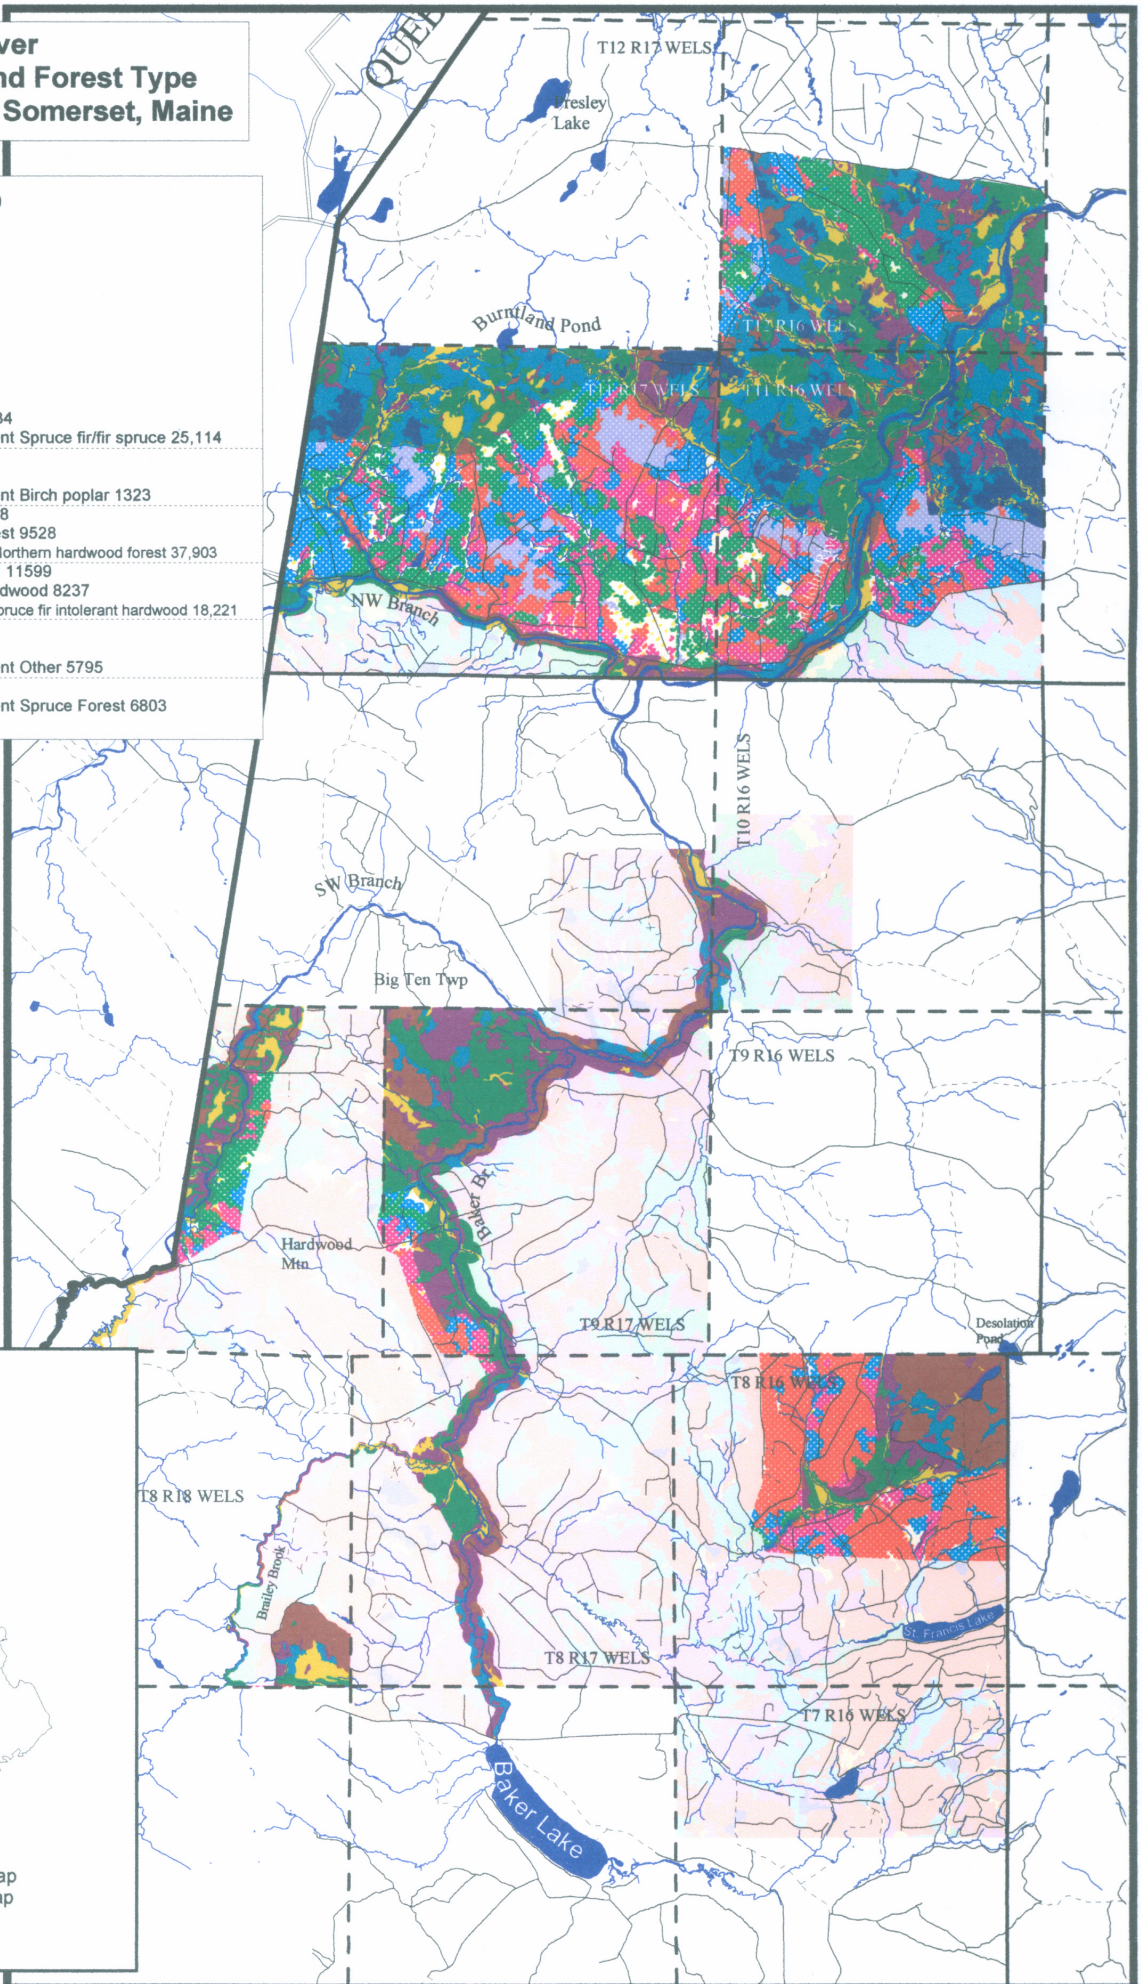 ver
nd Forest Type
Somerset, Maine
)
34
nt Spruce fir/fir spruce 25,114
nt Birch poplar 1323
8
est 9528
Northern hardwood forest 37,903
11599
dwood 8237
pruce fir intolerant hardwood 18,221
nt Other 5795
nt Spruce Forest 6803
QUEB
T12 R17 WELS
Presley
Lake
Burntland Pond
T12 R16 WELS
T11 R17 WELS
T11 R16 WELS
NW Branch
T10 R16 WELS
SW Branch
Big Ten Twp
T9 R16 WELS
Baker Br.
Hardwood
Mtn
T9 R17 WELS
Desolation
Pond
T8 R16 WELS
T8 R18 WELS
Brailey Brook
St. Francis Lake
T8 R17 WELS
T7 R16 WELS
Baker Lake
ap
ap